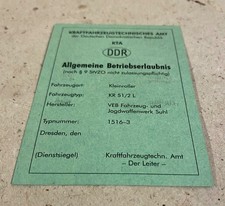 KRAFTFAHRZEUGTECHNISCHES AMT
der Deutschen Demokratischen Republik
KTA
DDR
Allgemeine Betriebserlaubnis
(nach § 9 StVZO nicht zulassungspflichtig)
Fahrzeugart: Kleinroller
Fahrzeugtyp: KR 51/2 L
Hersteller: VEB Fahrzeug- und
Jagdwaffenwerk Suhl
Typnummer: 1516-3
Dresden, den
(Dienstsiegel) Kraftfahrzeugtechn. Amt
- Der Leiter -